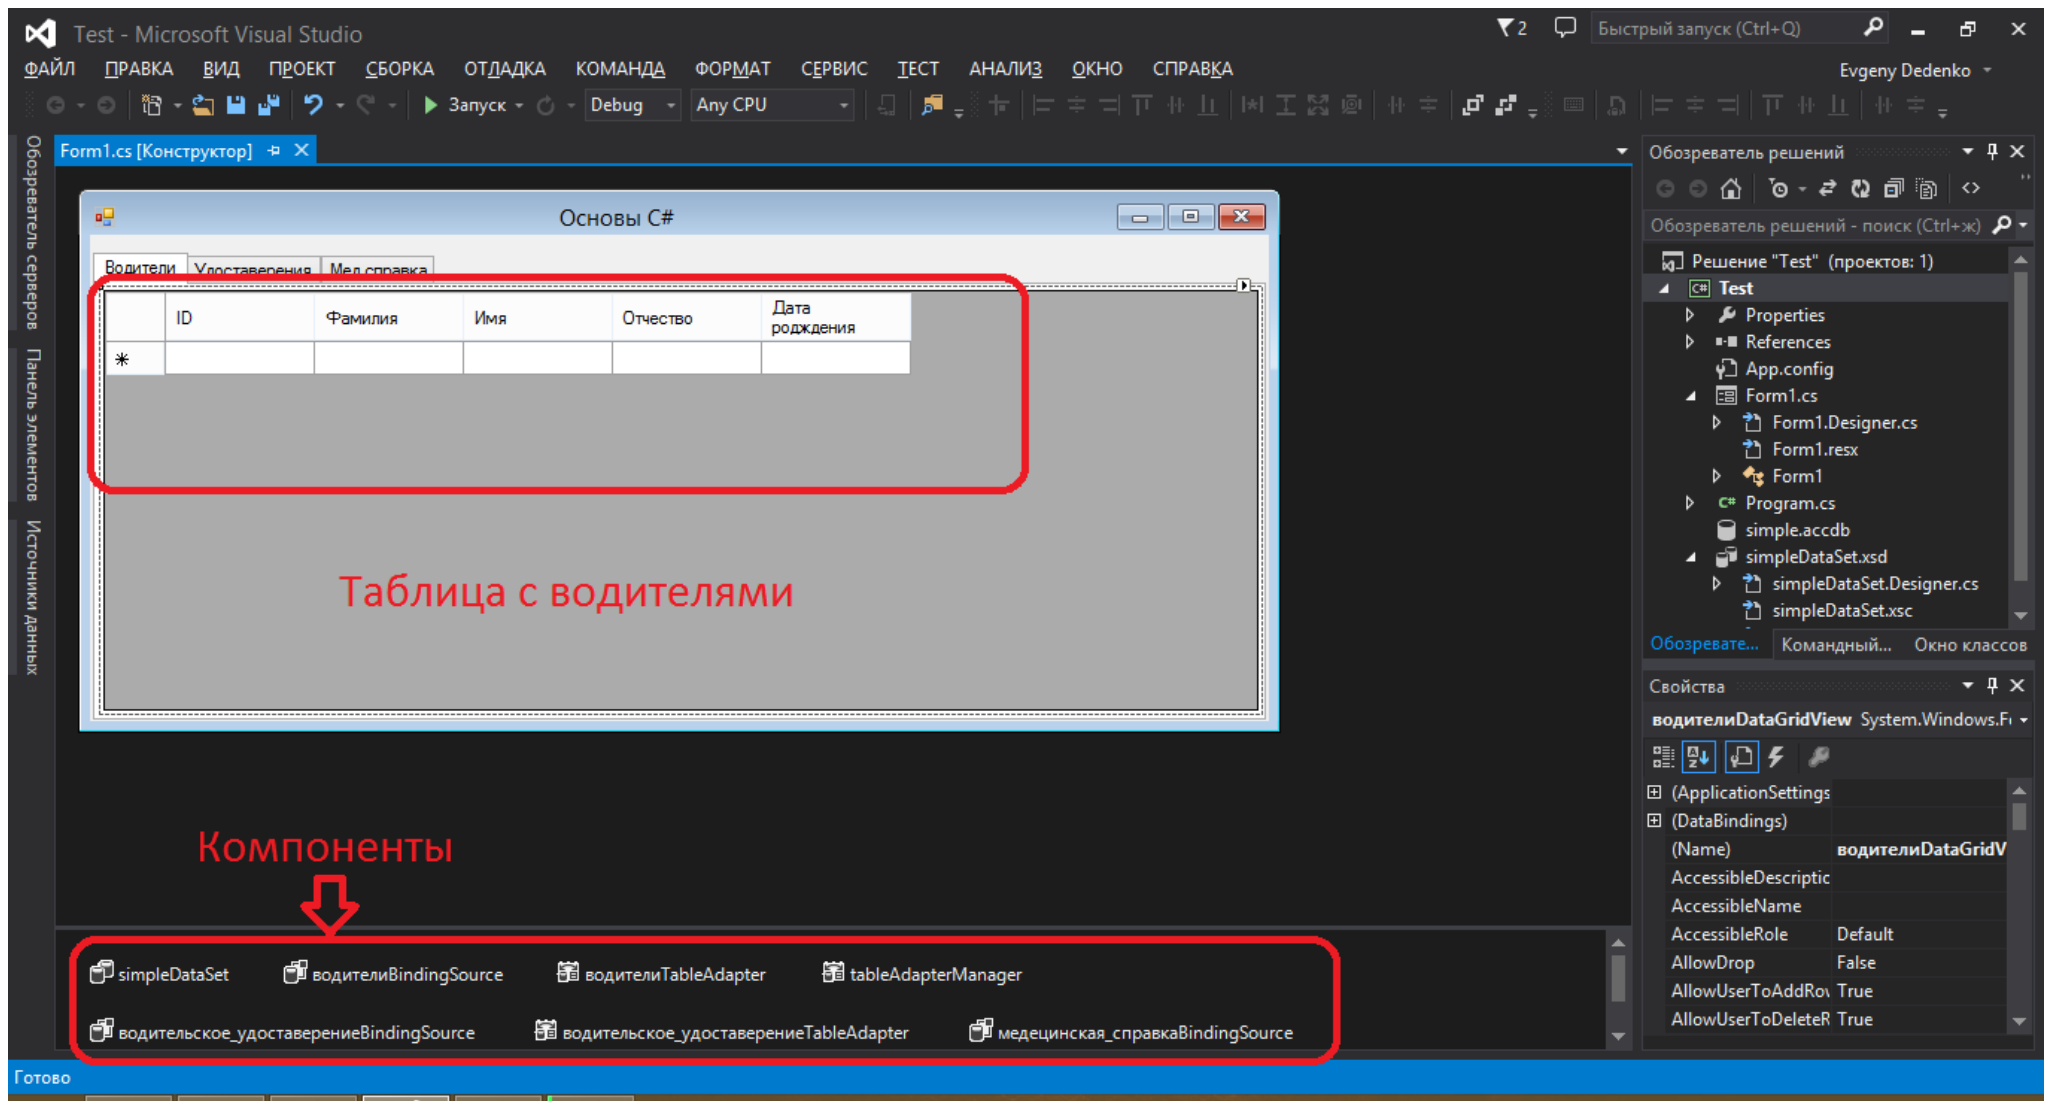 Test - Microsoft Visual Studio
2
Быстрый запуск (Ctrl+Q)
ФАЙЛ ПРАВКА ВИД ПРОЕКТ СБОРКА ОТЛАДКА КОМАНДА ФОРМАТ СЕРВИС ТЕСТ АНАЛИЗ ОКНО СПРАВКА
Evgeny Dedenko
Запуск Debug Any CPU
Обозреватель серверов
Панель элементов
Источники данных
Form1.cs [Конструктор]
Основы C#
Водители Удоставерения Мед.справка
ID Фамилия Имя Отчество Дата
родждения
Таблица с водителями
Компоненты
simpleDataSet водителиBindingSource водителиTableAdapter tableAdapterManager
водительское_удоставерениеBindingSource водительское_удоставерениеTableAdapter медецинская_справкаBindingSource
Обозреватель решений
Обозреватель решений - поиск (Ctrl+ж)
Решение "Test" (проектов: 1)
C# Test
Properties
References
App.config
Form1.cs
Form1.Designer.cs
Form1.resx
Form1
C# Program.cs
simple.accdb
simpleDataSet.xsd
simpleDataSet.Designer.cs
simpleDataSet.xsc
Обозревате... Командный... Окно классов
Свойства
водителиDataGridView System.Windows.Fo
(ApplicationSettings
(DataBindings)
(Name) водителиDataGridV
AccessibleDescriptic
AccessibleName
AccessibleRole Default
AllowDrop False
AllowUserToAddRov True
AllowUserToDeleteR True
Готово